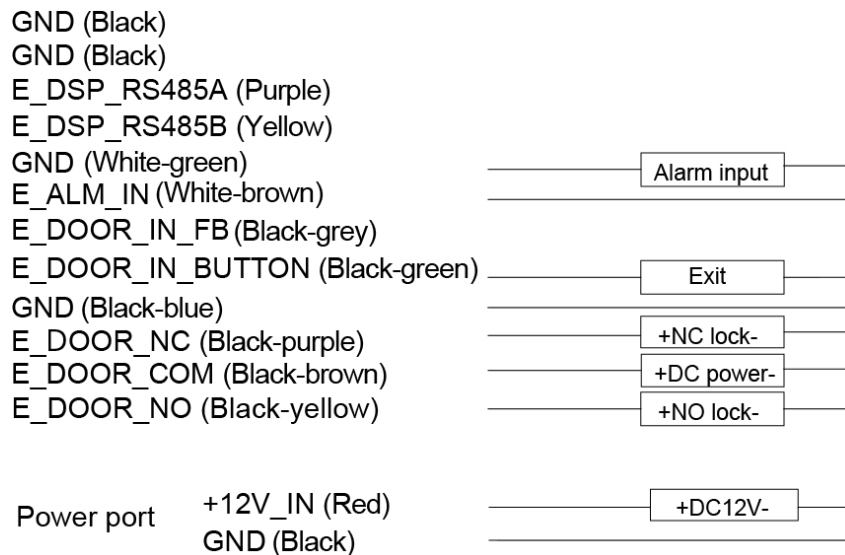 GND (Black)
GND (Black)
E_DSP_RS485A (Purple)
E_DSP_RS485B (Yellow)
GND (White-green)
Alarm input
E_ALM_IN (White-brown)
E_DOOR_IN_FB (Black-grey)
E_DOOR_IN_BUTTON (Black-green)
Exit
GND (Black-blue)
E_DOOR_NC (Black-purple)
+NC lock-
E_DOOR_COM (Black-brown)
+DC power-
E_DOOR_NO (Black-yellow)
+NO lock-
Power port
+12V_IN (Red)
+DC12V-
GND (Black)